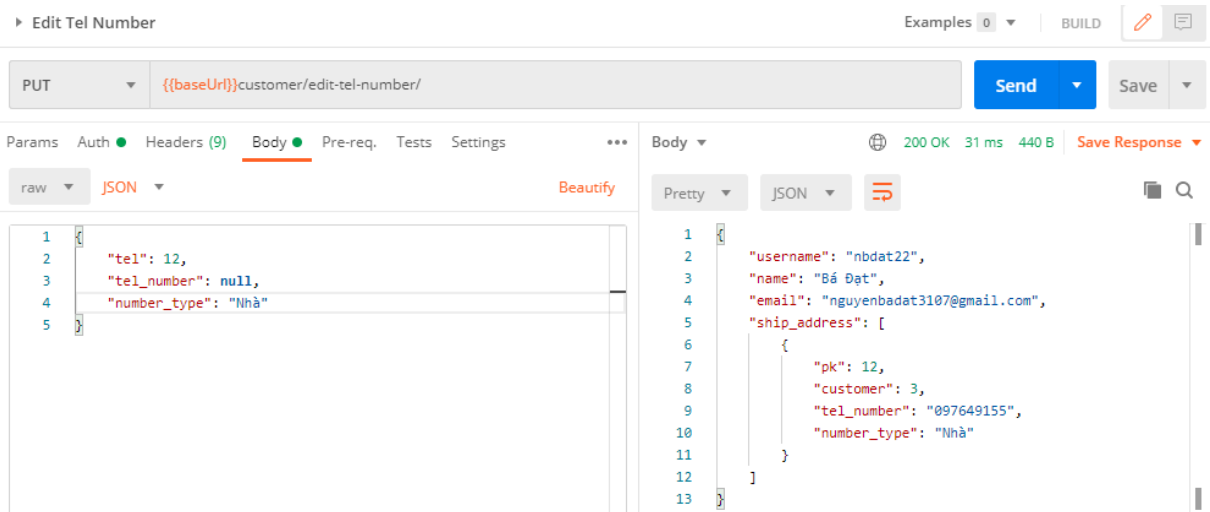 Edit Tel Number
Examples 0 BUILD
PUT {{baseUrl}}customer/edit-tel-number/ Send Save
Params Auth Headers (9) Body Pre-req. Tests Settings
raw JSON Beautify
1 {
2 "tel": 12,
3 "tel_number": null,
4 "number_type": "Nhà"
5 }
Body 200 OK 31 ms 440 B Save Response
Pretty JSON
1 {
2 "username": "nbdat22",
3 "name": "Bá Đạt",
4 "email": "nguyenbadat3107@gmail.com",
5 "ship_address": [
6 {
7 "pk": 12,
8 "customer": 3,
9 "tel_number": "097649155",
10 "number_type": "Nhà"
11 }
12 ]
13 }